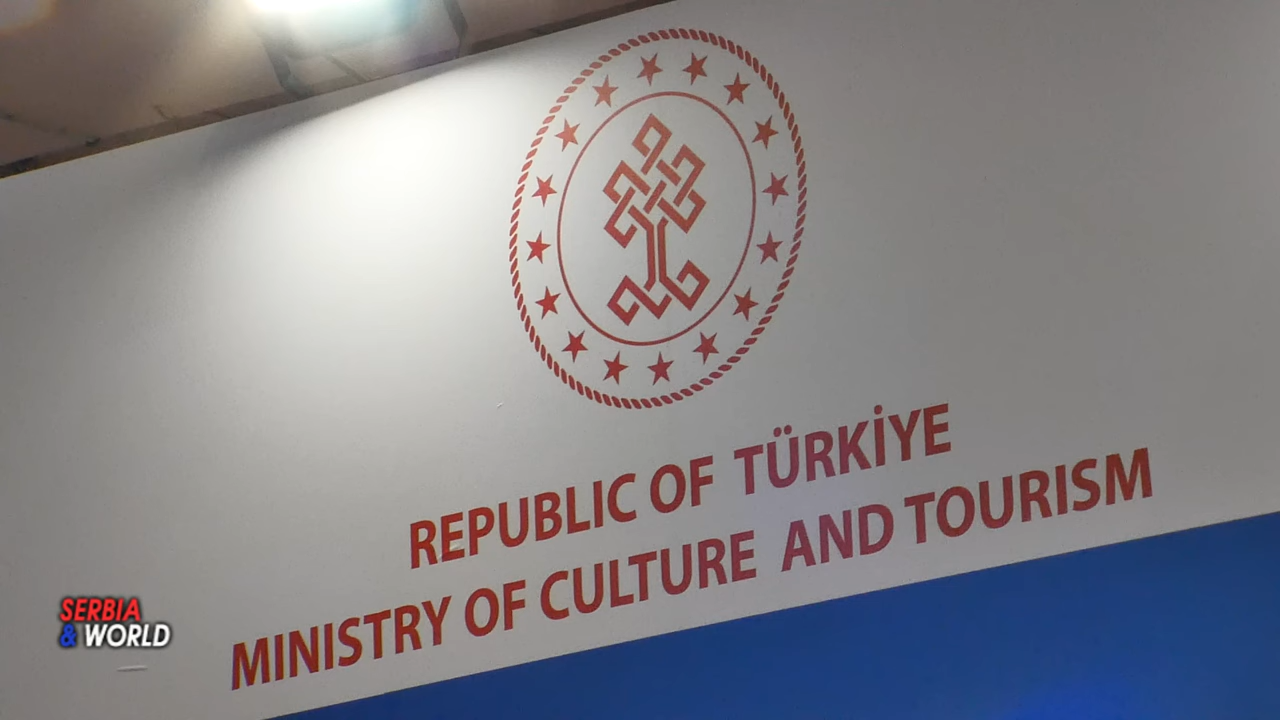 REPUBLIC OF TÜRKİYE
MINISTRY OF CULTURE AND TOURISM
SERBIA
& WORLD